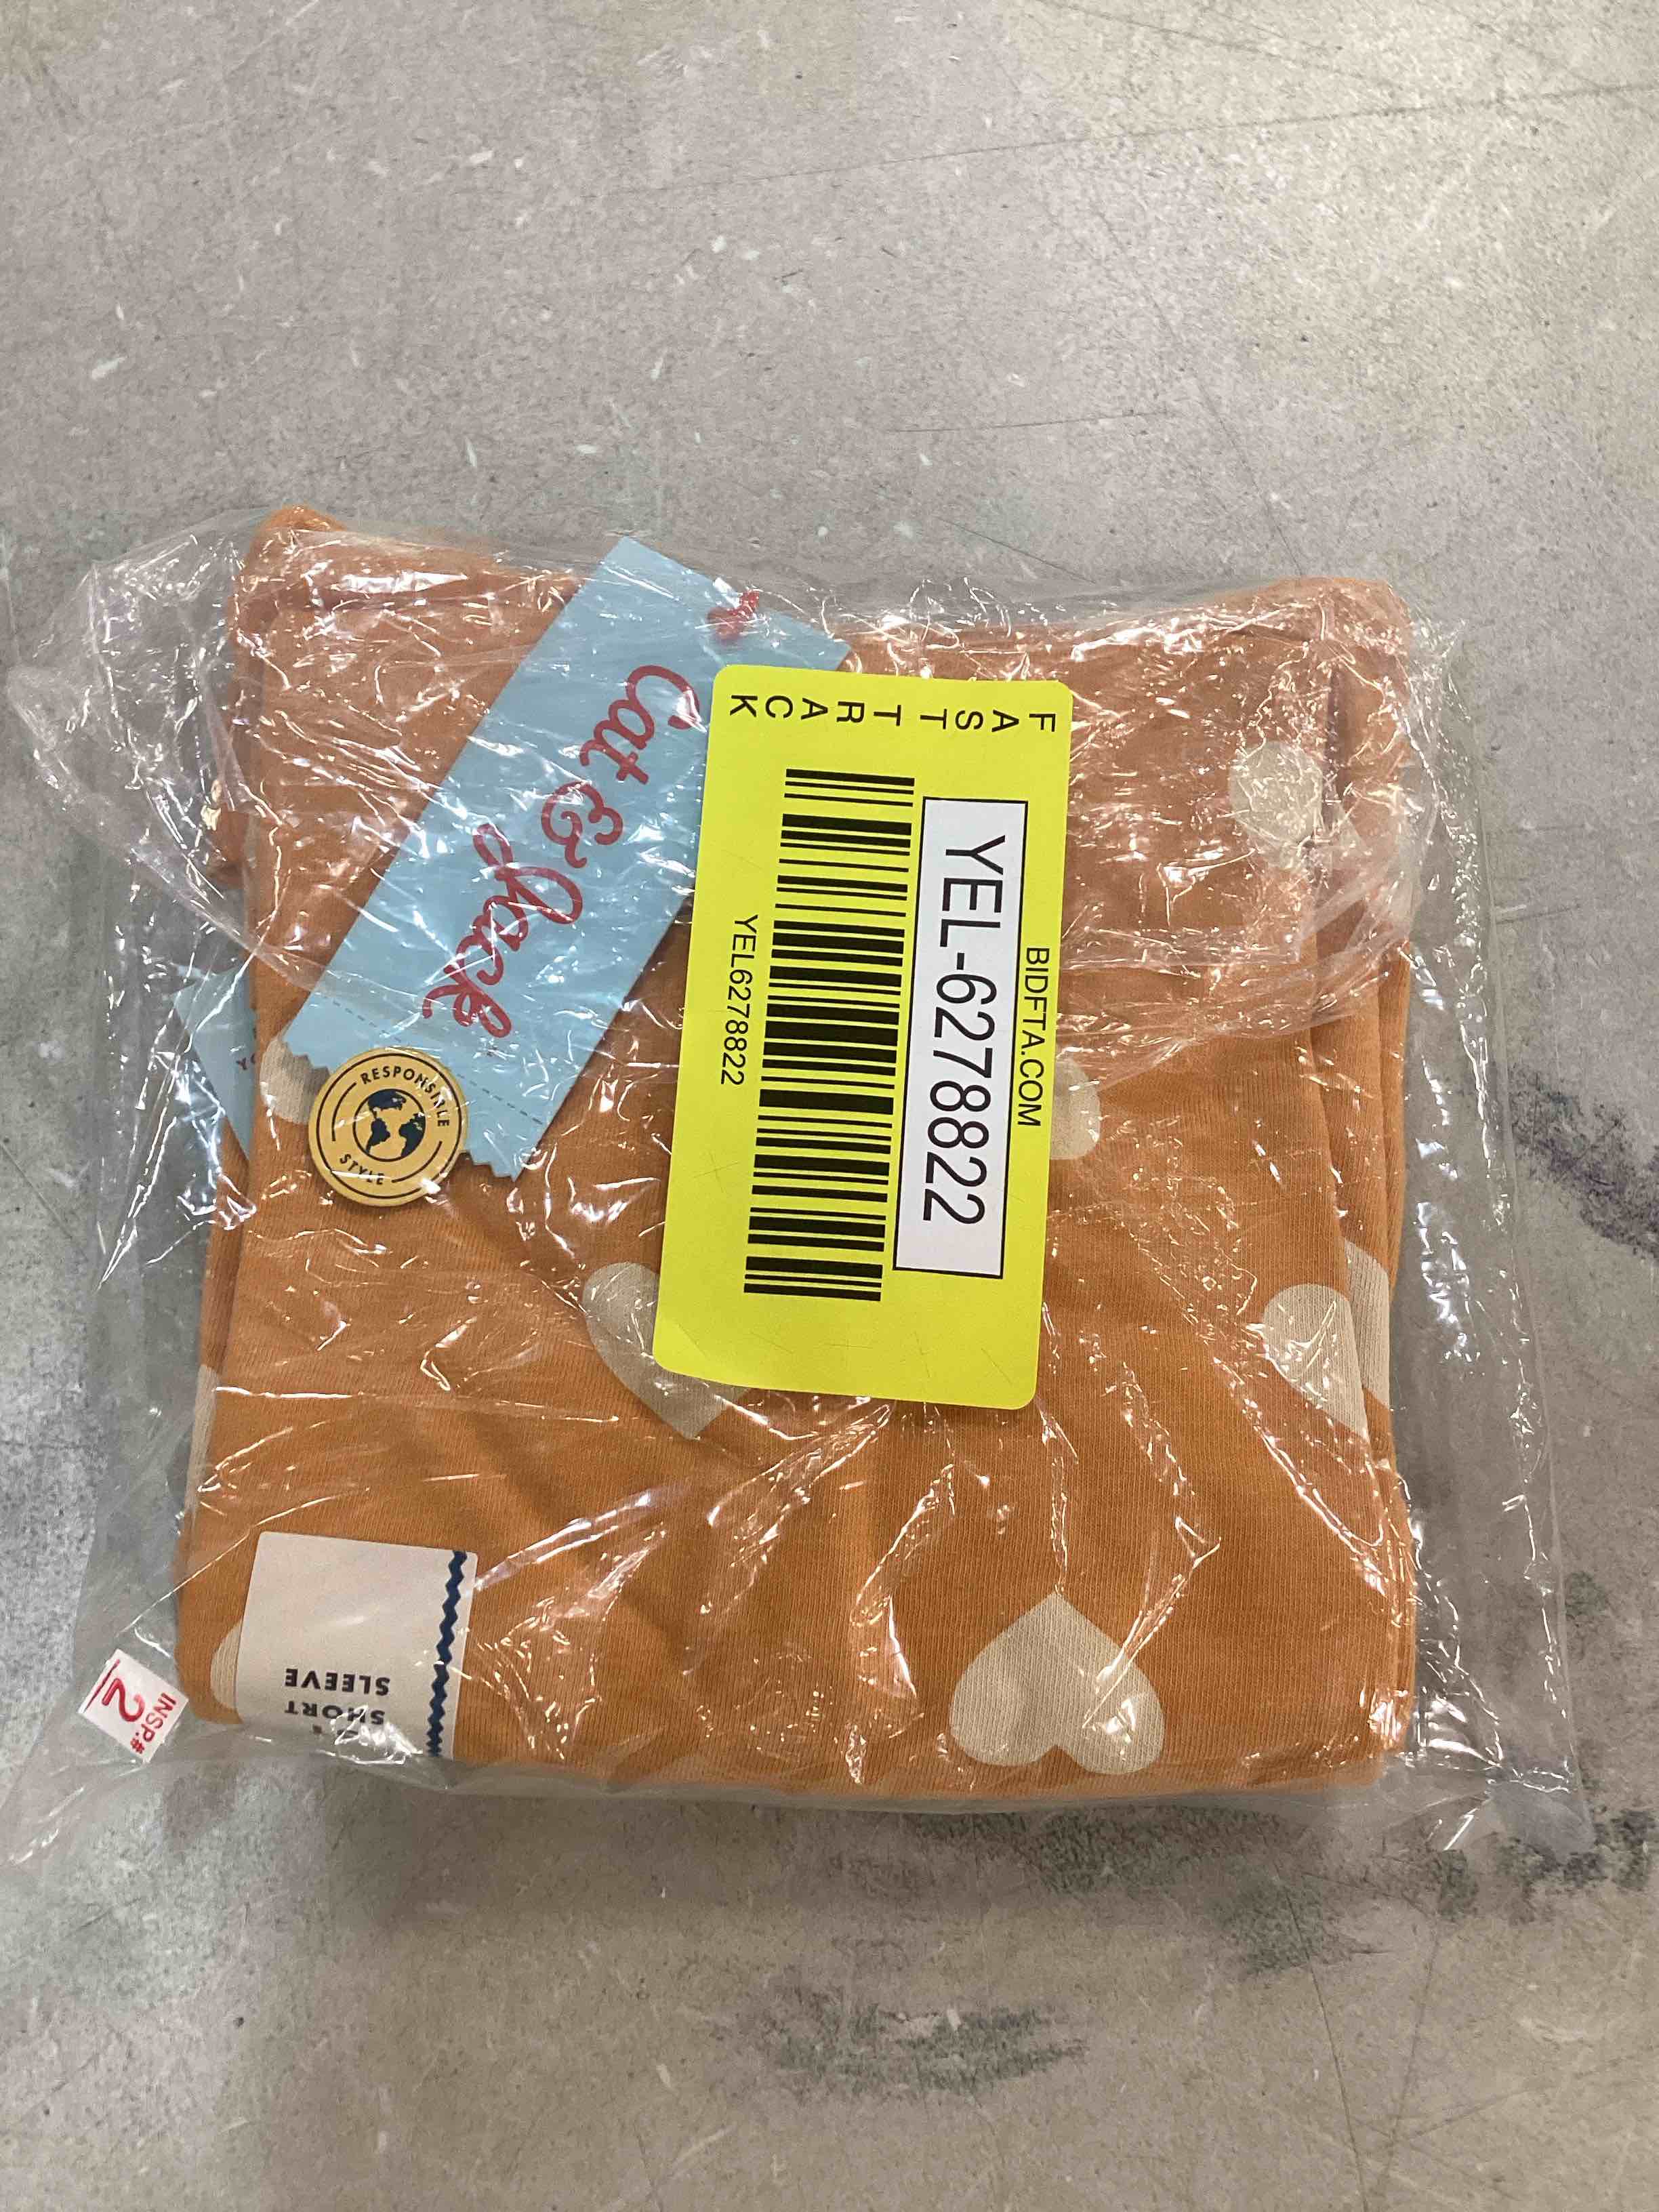 Cat & Jack
RESPONSIBLE
STYLE
FAST TRACK
BIDFTA.COM
YEL-6278822
YEL6278822
SHORT
SLEEVE
INSP.#
2